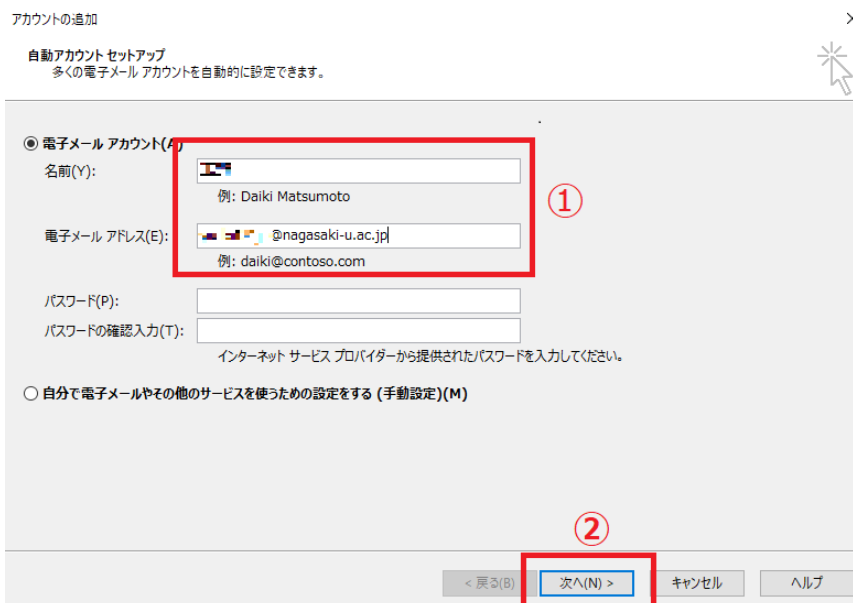 アカウントの追加
自動アカウント セットアップ
多くの電子メール アカウントを自動的に設定できます。
電子メール アカウント(A)
名前(Y):
例: Daiki Matsumoto
①
電子メール アドレス(E): @nagasaki-u.ac.jp
例: daiki@contoso.com
パスワード(P):
パスワードの確認入力(T):
インターネット サービス プロバイダーから提供されたパスワードを入力してください。
自分で電子メールやその他のサービスを使うための設定をする (手動設定)(M)
②
< 戻る(B) 次へ(N) > キャンセル ヘルプ